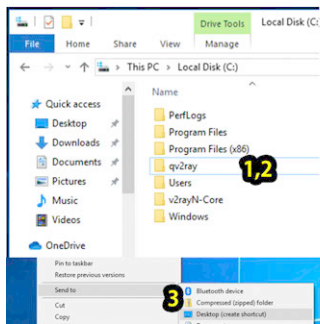 Drive Tools
Local Disk (C:)
File
Home
Share
View
Manage
This PC > Local Disk (C:)
Name
Quick access
Desktop
Downloads
Documents
Pictures
Music
Videos
OneDrive
PerfLogs
Program Files
Program Files (x86)
qv2ray
Users
v2rayN-Core
Windows
1,2
Pin to taskbar
Restore previous versions
Send to
Cut
Copy
3
Bluetooth device
Compressed (zipped) folder
Desktop (create shortcut)